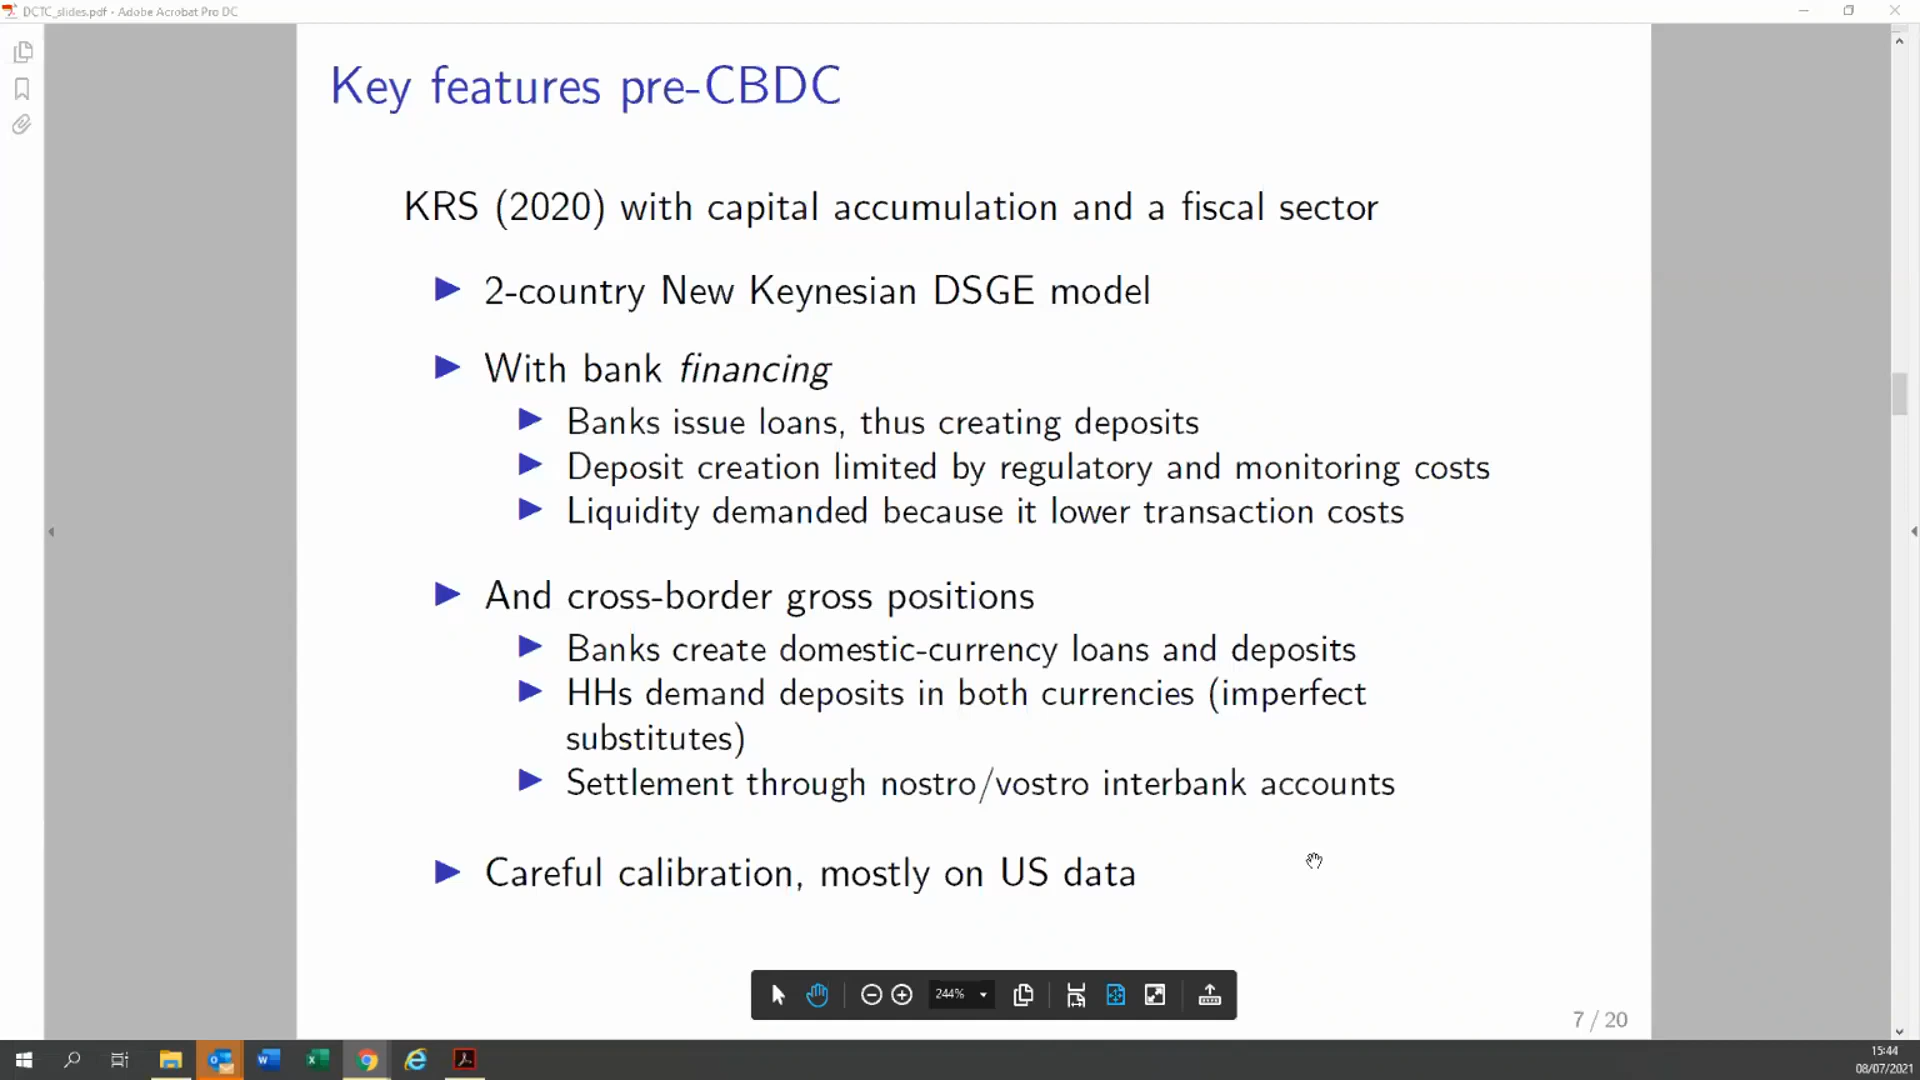 DCTC_slides.pdf - Adobe Acrobat Pro DC
Key features pre-CBDC
KRS (2020) with capital accumulation and a fiscal sector
2-country New Keynesian DSGE model
With bank financing
Banks issue loans, thus creating deposits
Deposit creation limited by regulatory and monitoring costs
Liquidity demanded because it lower transaction costs
And cross-border gross positions
Banks create domestic-currency loans and deposits
HHs demand deposits in both currencies (imperfect
substitutes)
Settlement through nostro/vostro interbank accounts
Careful calibration, mostly on US data
244%
7 / 20
15:44
08/07/2021